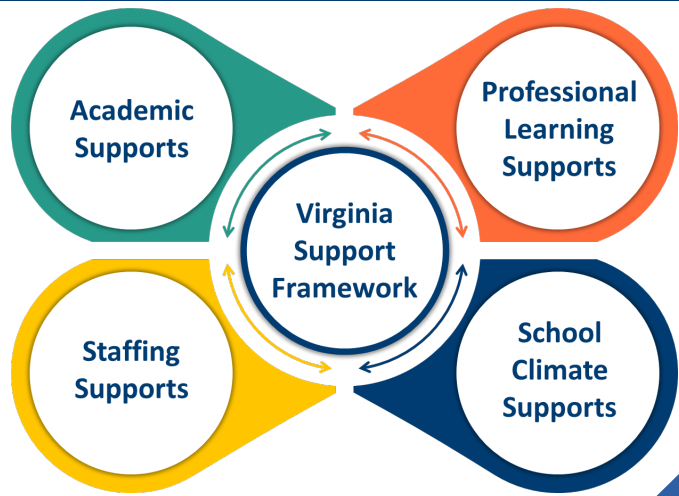 Academic
Supports
Professional
Learning
Supports
Virginia
Support
Framework
Staffing
Supports
School
Climate
Supports